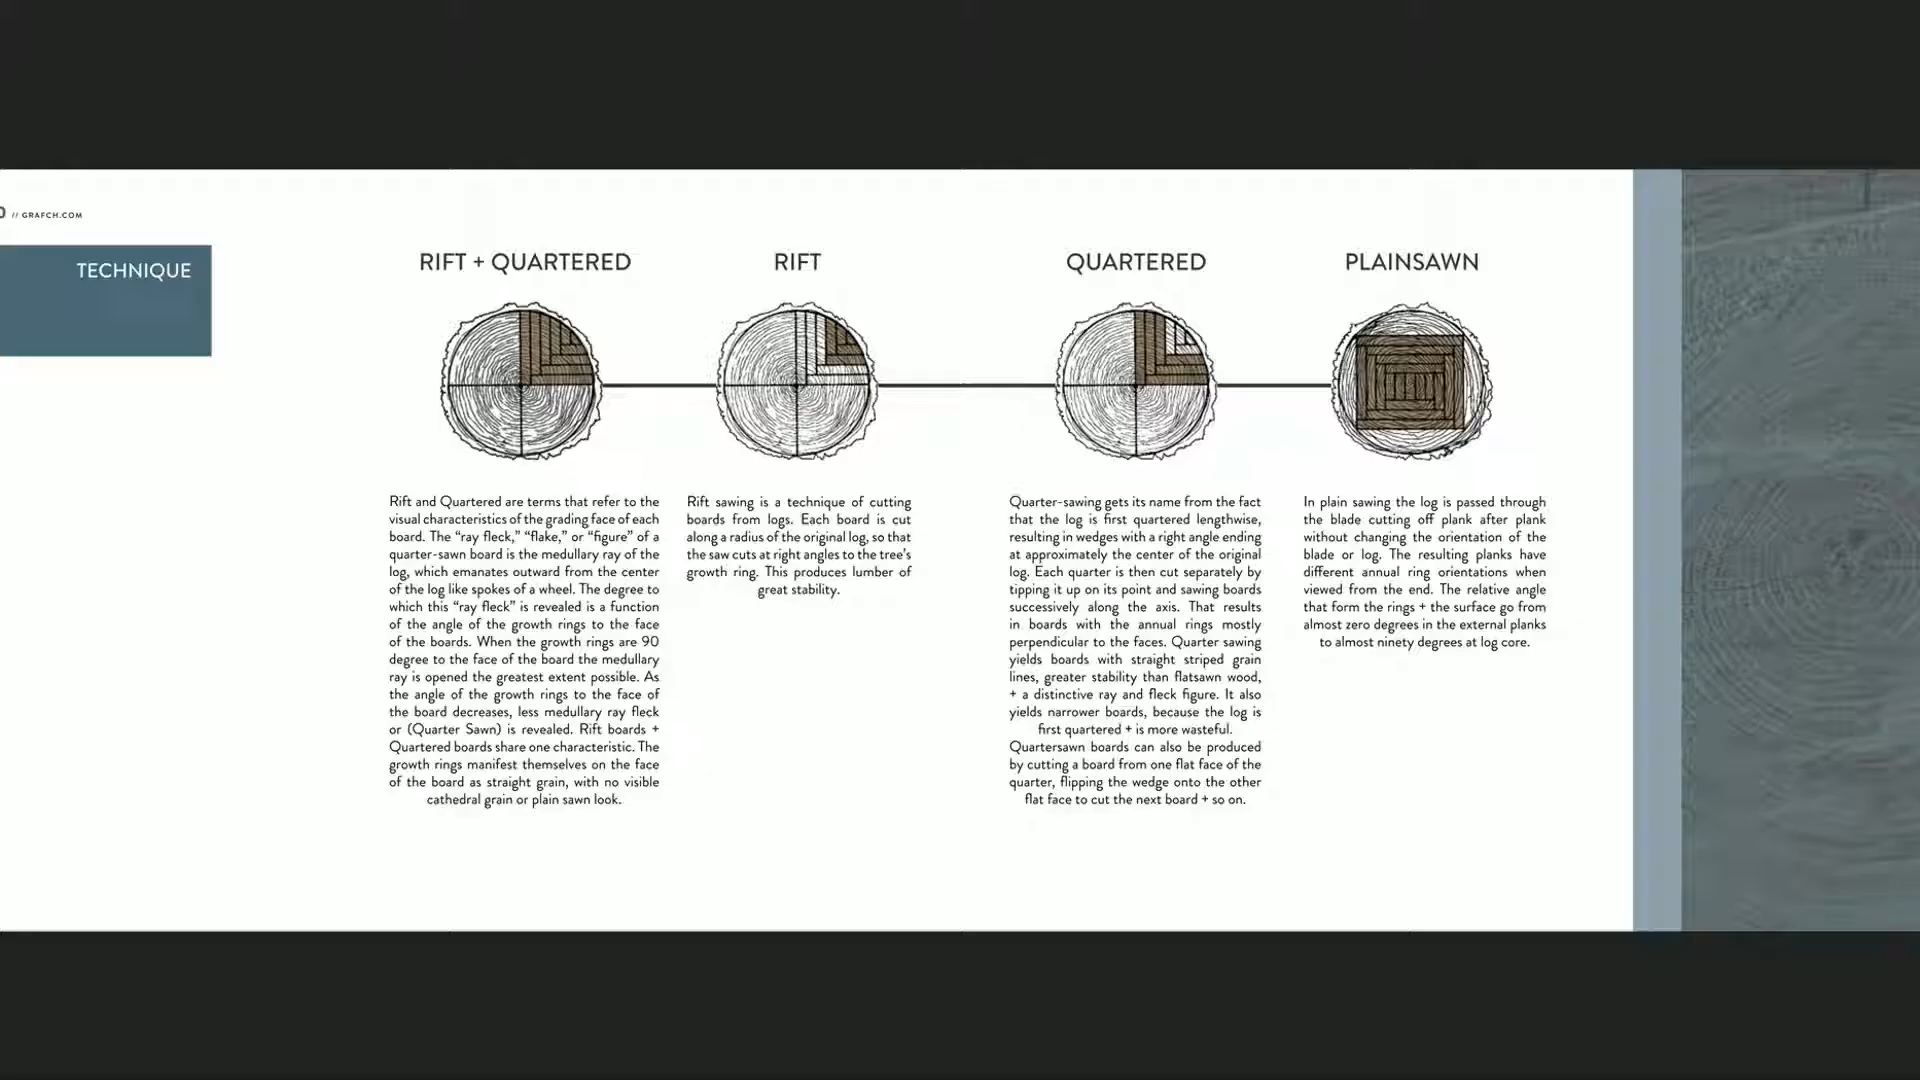 // GRAFCH.COM
TECHNIQUE
RIFT + QUARTERED
Rift and Quartered are terms that refer to the
visual characteristics of the grading face of each
board. The “ray fleck,” “flake,” or “figure” of a
quarter-sawn board is the medullary ray of the
log, which emanates outward from the center
of the log like spokes of a wheel. The degree to
which this “ray fleck” is revealed is a function
of the angle of the growth rings to the face
of the boards. When the growth rings are 90
degree to the face of the board the medullary
ray is opened the greatest extent possible. As
the angle of the growth rings to the face of
the board decreases, less medullary ray fleck
or (Quarter Sawn) is revealed. Rift boards +
Quartered boards share one characteristic. The
growth rings manifest themselves on the face
of the board as straight grain, with no visible
cathedral grain or plain sawn look.
RIFT
Rift sawing is a technique of cutting
boards from logs. Each board is cut
along a radius of the original log, so that
the saw cuts at right angles to the tree’s
growth ring. This produces lumber of
great stability.
QUARTERED
Quarter-sawing gets its name from the fact
that the log is first quartered lengthwise,
resulting in wedges with a right angle ending
at approximately the center of the original
log. Each quarter is then cut separately by
tipping it up on its point and sawing boards
successively along the axis. That results
in boards with the annual rings mostly
perpendicular to the faces. Quarter sawing
yields boards with straight striped grain
lines, greater stability than flatsawn wood,
+ a distinctive ray and fleck figure. It also
yields narrower boards, because the log is
first quartered + is more wasteful.
Quartersawn boards can also be produced
by cutting a board from one flat face of the
quarter, flipping the wedge onto the other
flat face to cut the next board + so on.
PLAINSAWN
In plain sawing the log is passed through
the blade cutting off plank after plank
without changing the orientation of the
blade or log. The resulting planks have
different annual ring orientations when
viewed from the end. The relative angle
that form the rings + the surface go from
almost zero degrees in the external planks
to almost ninety degrees at log core.